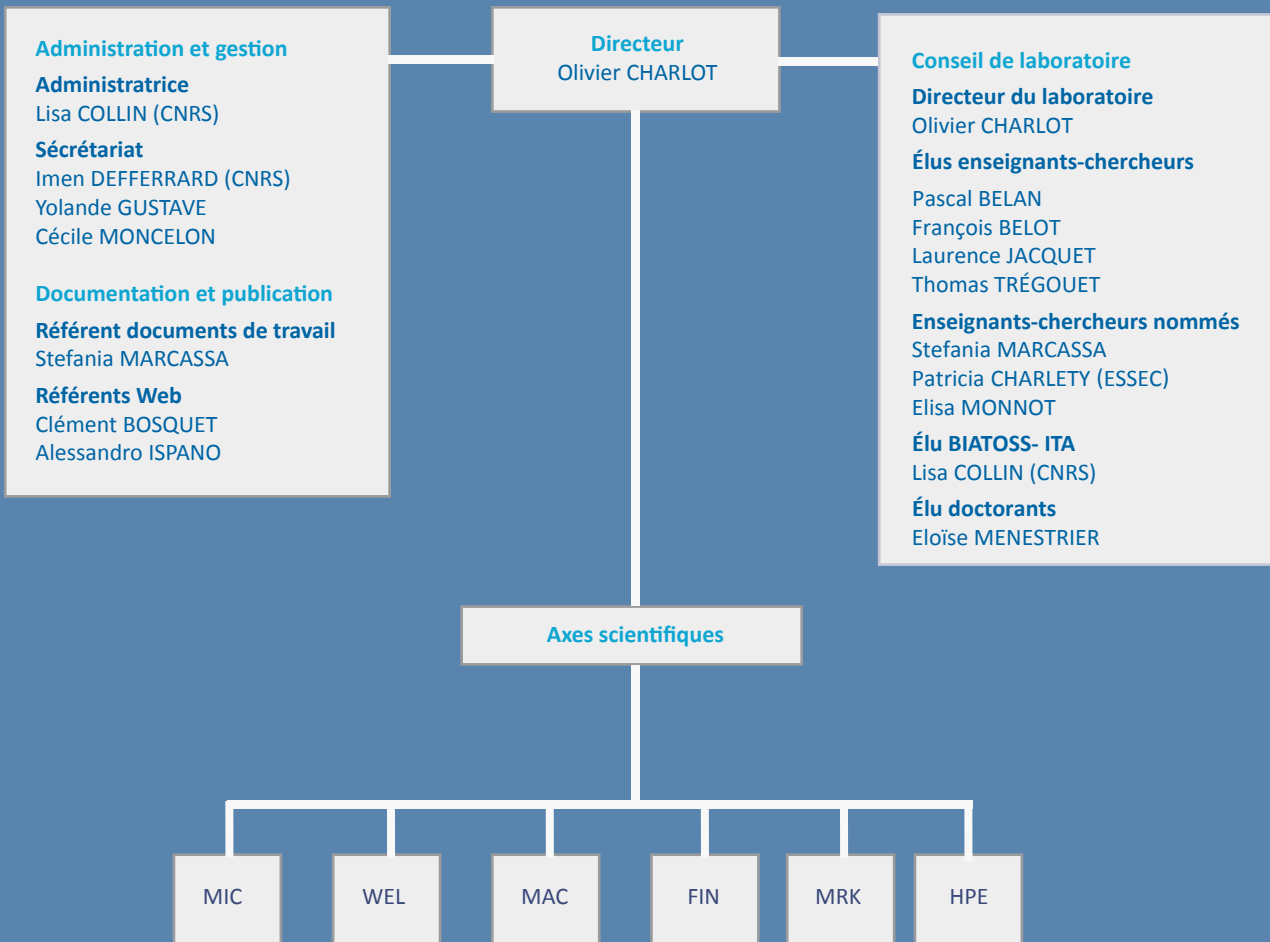 Administration et gestion
Administratrice
Lisa COLLIN (CNRS)
Sécrétariat
Imen DEFFERRARD (CNRS)
Yolande GUSTAVE
Cécile MONCELON
Documentation et publication
Référent documents de travail
Stefania MARCASSA
Référents Web
Clément BOSQUET
Alessandro ISPANO
Directeur
Olivier CHARLOT
Conseil de laboratoire
Directeur du laboratoire
Olivier CHARLOT
Élus enseignants-chercheurs
Pascal BELAN
François BELOT
Laurence JACQUET
Thomas TRÉGOUET
Enseignants-chercheurs nommés
Stefania MARCASSA
Patricia CHARLETY (ESSEC)
Elisa MONNOT
Élu BIATOSS- ITA
Lisa COLLIN (CNRS)
Élu doctorants
Eloïse MENESTRIER
Axes scientifiques
MIC
WEL
MAC
FIN
MRK
HPE